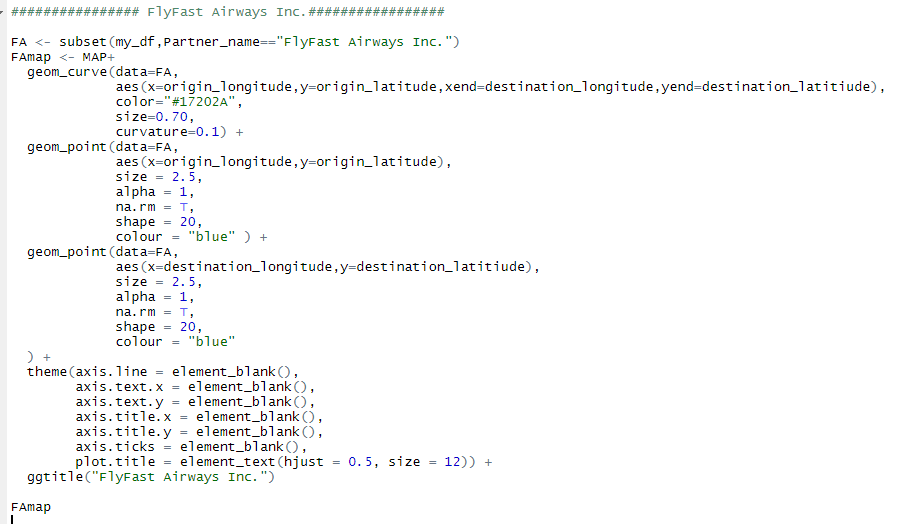 ################ FlyFast Airways Inc.#################
FA <- subset(my_df,Partner_name=="FlyFast Airways Inc.")
FAmap <- MAP+
  geom_curve(data=FA,
             aes(x=origin_longitude,y=origin_latitude,xend=destination_longitude,yend=destination_latitiude),
             color="#17202A",
             size=0.70,
             curvature=0.1) +
  geom_point(data=FA,
             aes(x=origin_longitude,y=origin_latitude),
             size = 2.5,
             alpha = 1,
             na.rm = T,
             shape = 20,
             colour = "blue" ) +
  geom_point(data=FA,
             aes(x=destination_longitude,y=destination_latitiude),
             size = 2.5,
             alpha = 1,
             na.rm = T,
             shape = 20,
             colour = "blue"
  ) +
  theme(axis.line = element_blank(),
        axis.text.x = element_blank(),
        axis.text.y = element_blank(),
        axis.title.x = element_blank(),
        axis.title.y = element_blank(),
        axis.ticks = element_blank(),
        plot.title = element_text(hjust = 0.5, size = 12)) +
  ggtitle("FlyFast Airways Inc.")
FAmap